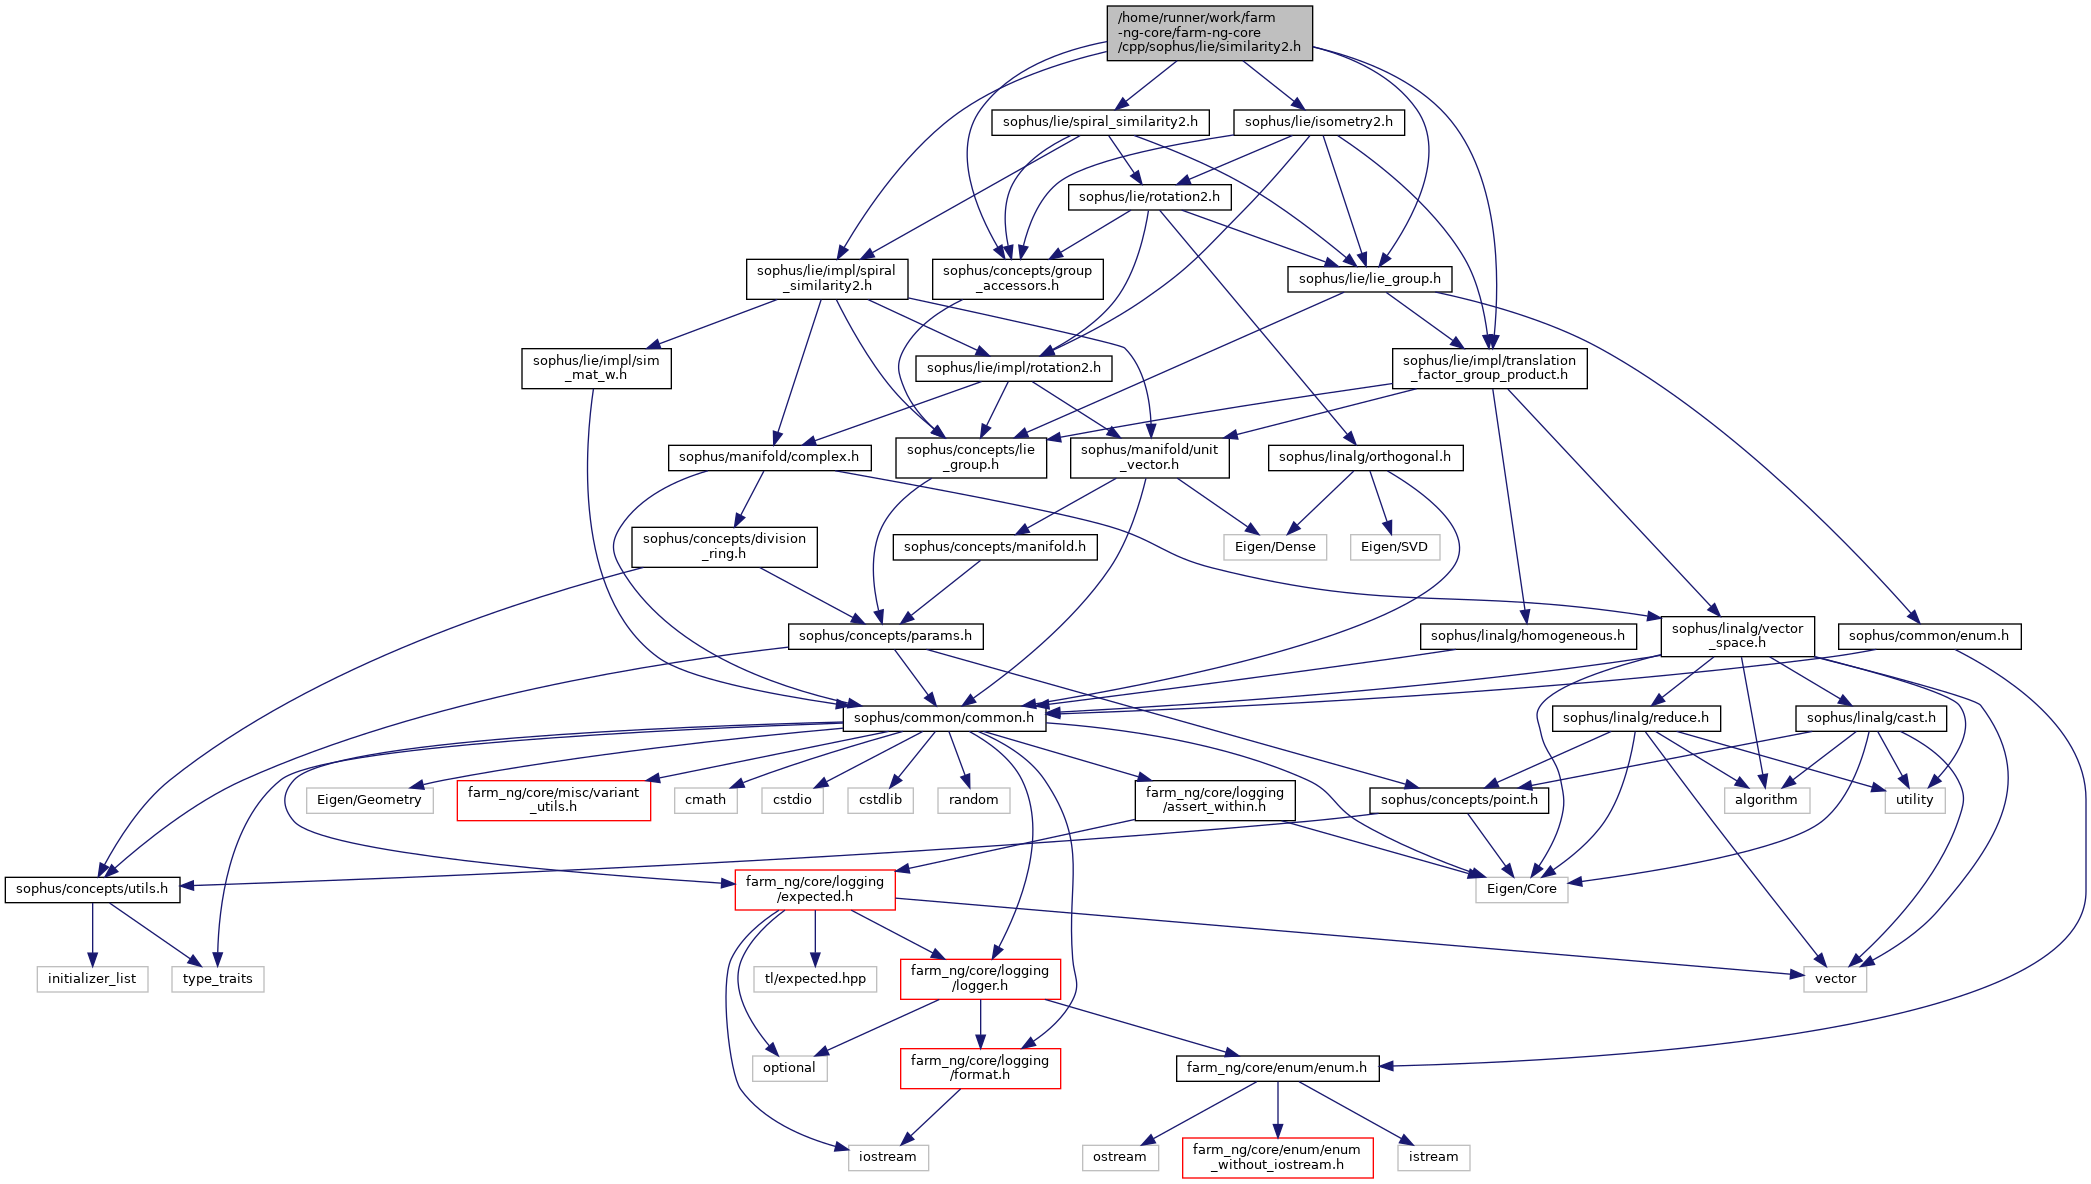 /home/runner/work/farm
-ng-core/farm-ng-core
/cpp/sophus/lie/similarity2.h
sophus/lie/spiral_similarity2.h
sophus/lie/isometry2.h
sophus/lie/rotation2.h
sophus/lie/impl/spiral
_similarity2.h
sophus/concepts/group
_accessors.h
sophus/lie/lie_group.h
sophus/lie/impl/sim
_mat_w.h
sophus/lie/impl/rotation2.h
sophus/lie/impl/translation
_factor_group_product.h
sophus/manifold/complex.h
sophus/concepts/lie
_group.h
sophus/manifold/unit
_vector.h
sophus/linalg/orthogonal.h
sophus/concepts/division
_ring.h
sophus/concepts/manifold.h
Eigen/Dense
Eigen/SVD
sophus/concepts/params.h
sophus/linalg/homogeneous.h
sophus/linalg/vector
_space.h
sophus/common/enum.h
sophus/common/common.h
sophus/linalg/reduce.h
sophus/linalg/cast.h
Eigen/Geometry
farm_ng/core/misc/variant
_utils.h
cmath
cstdio
cstdlib
random
farm_ng/core/logging
/assert_within.h
sophus/concepts/point.h
algorithm
utility
sophus/concepts/utils.h
farm_ng/core/logging
/expected.h
Eigen/Core
initializer_list
type_traits
tl/expected.hpp
farm_ng/core/logging
/logger.h
vector
optional
farm_ng/core/logging
/format.h
farm_ng/core/enum/enum.h
iostream
ostream
farm_ng/core/enum/enum
_without_iostream.h
istream